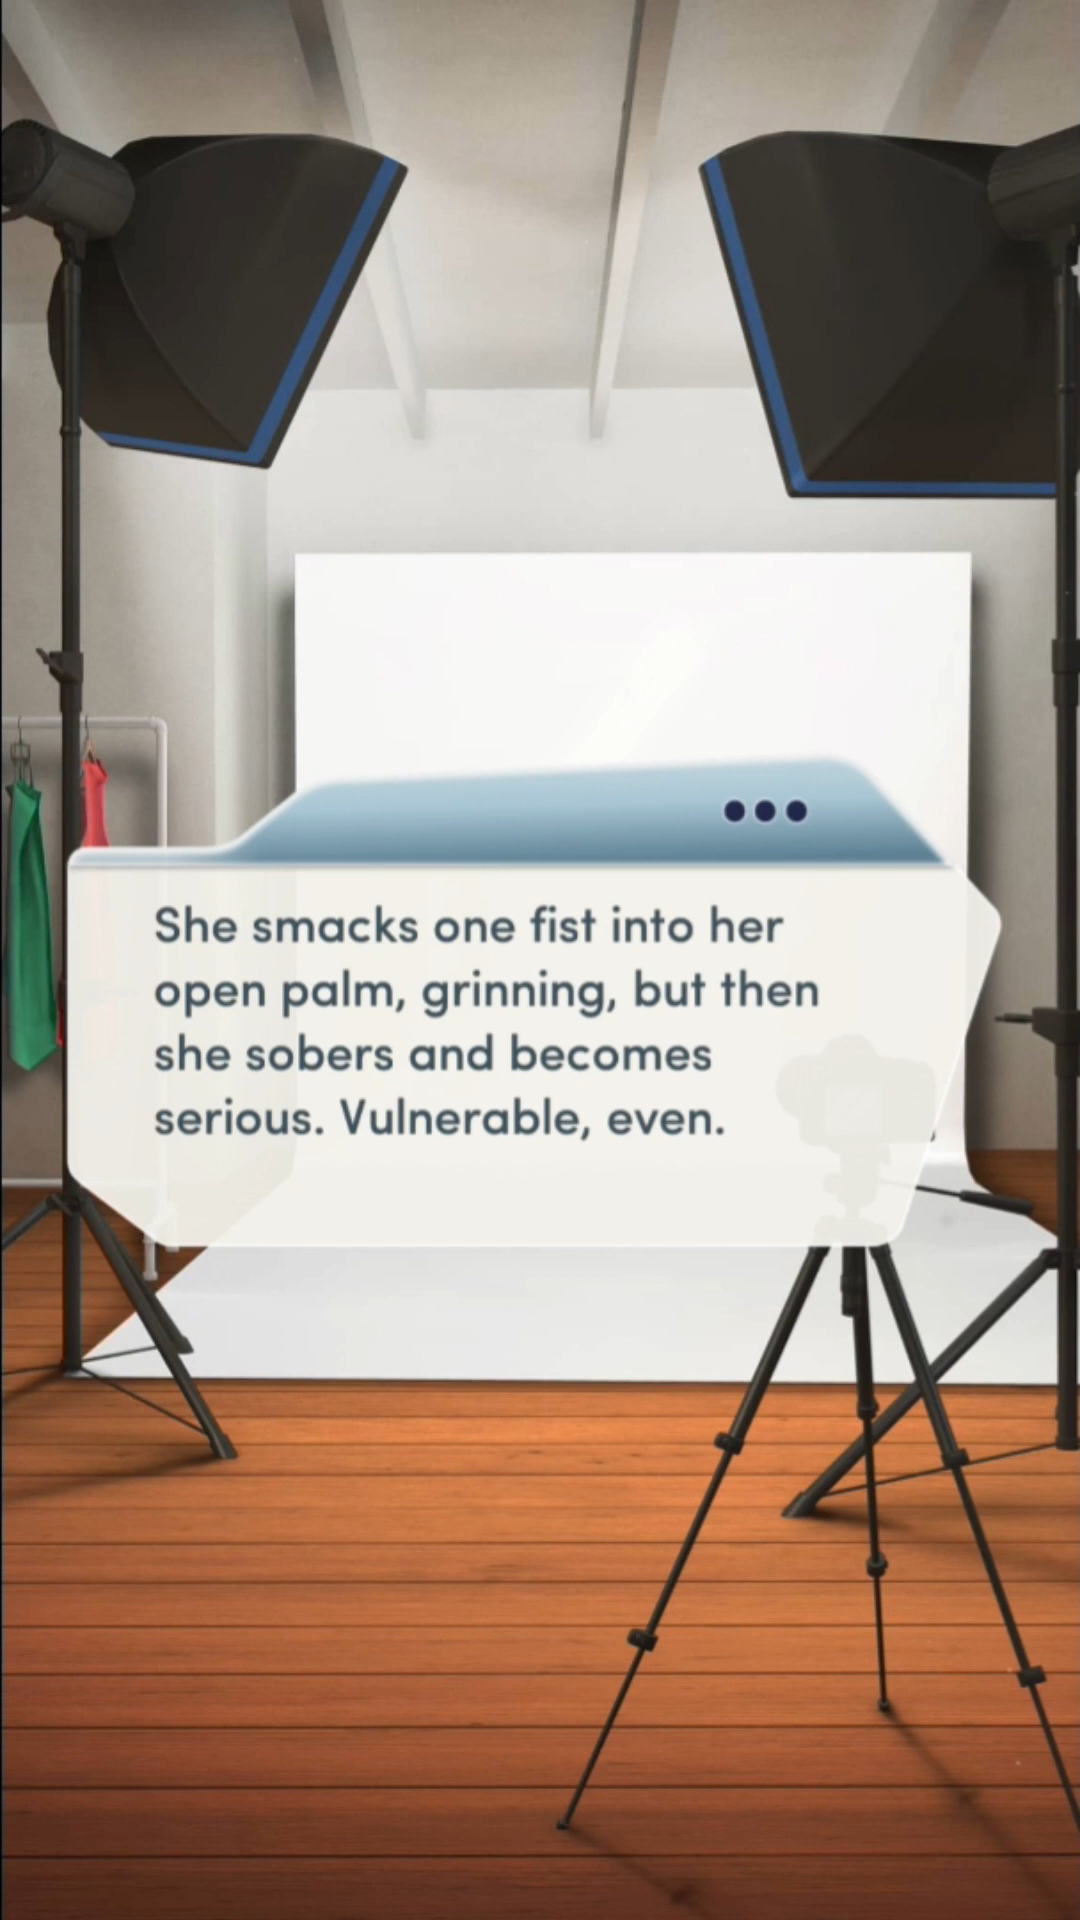 She smacks one fist into her
open palm, grinning, but then
she sobers and becomes
serious. Vulnerable, even.